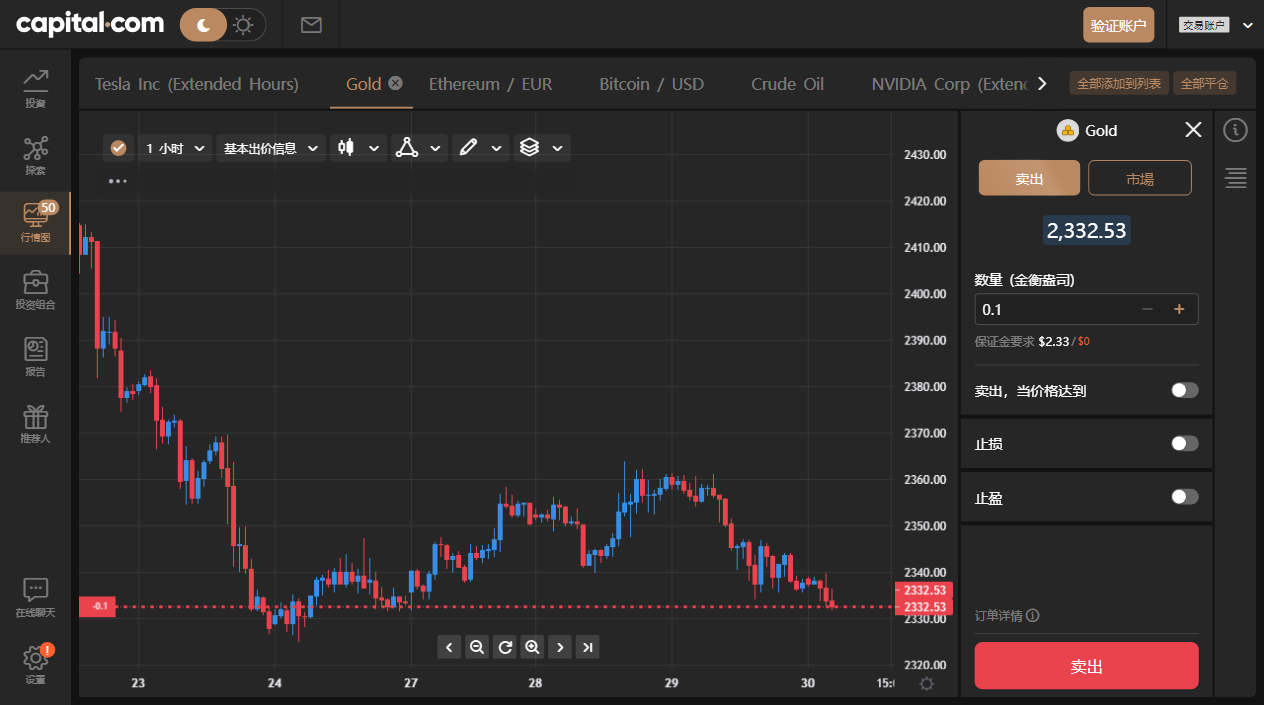 capital.com
验证账户
交易账户
Tesla Inc (Extended Hours)
Gold
Ethereum / EUR
Bitcoin / USD
Crude Oil
NVIDIA Corp (Exten
全部添加到列表
全部平仓
投資
探索
50
行情图
投资组合
报告
推荐人
在线聊天
!
设置
1 小时
基本出价信息
2430.00
2420.00
2410.00
2400.00
2390.00
2380.00
2370.00
2360.00
2350.00
2340.00
2332.53
2332.53
2330.00
2320.00
-0.1
23
24
27
28
29
30
15:
Gold
卖出
市場
2,332.53
数量 (金衡盎司)
0.1
保证金要求 $2.33/$0
卖出，当价格达到
止损
止盈
订单详情
卖出